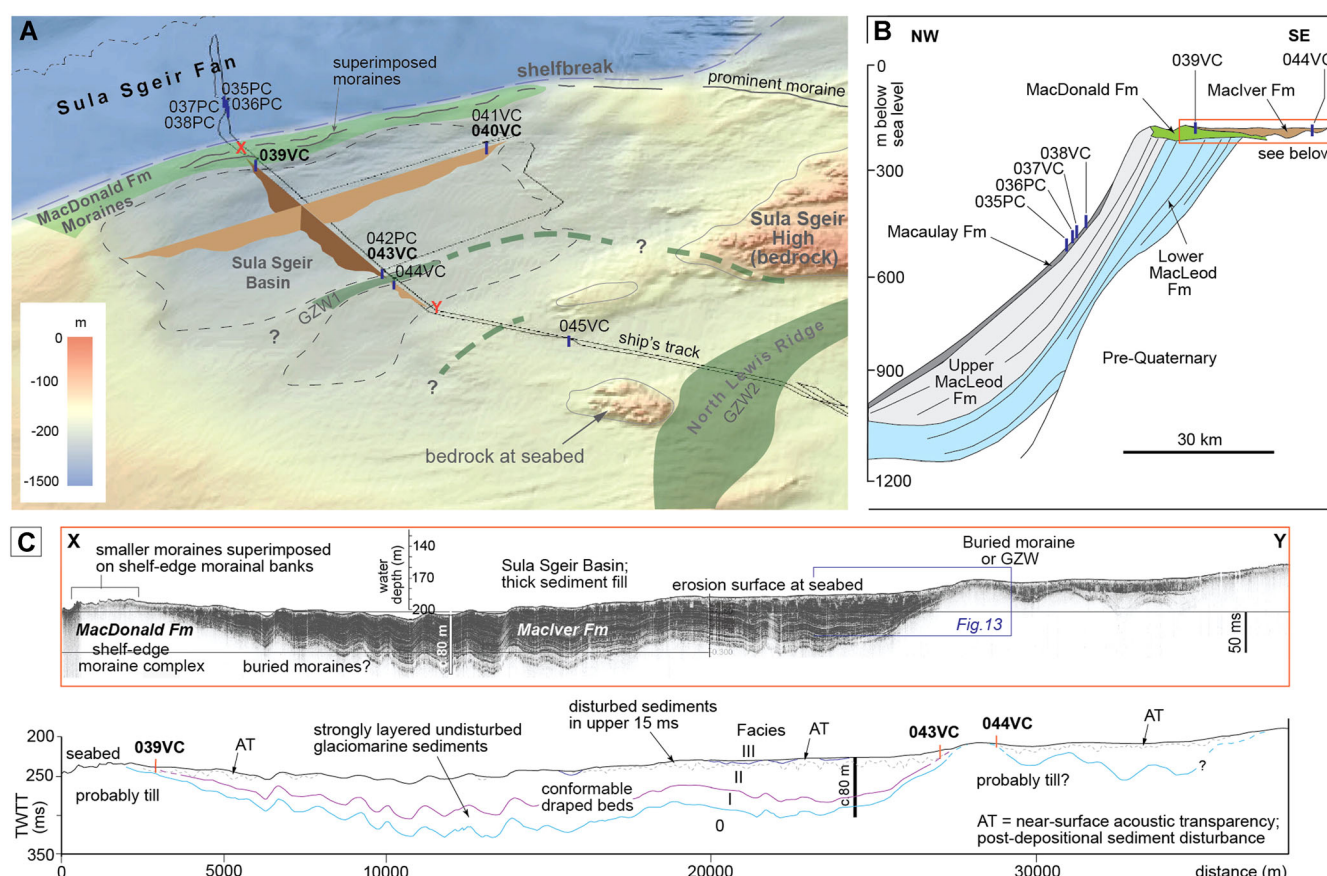 A
Sula Sgeir Fan
035PC
037PC
036PC
038PC
superimposed
moraines
shelfbreak
prominent moraine
041VC
040VC
X
039VC
MacDonald Fm
Moraines
042PC
043VC
044VC
Sula Sgeir
Basin
GZW1
?
?
?
Sula Sgeir
High
(bedrock)
Y
045VC
ship's track
North Lewis Ridge
GZW2
bedrock at seabed
m
0
-100
-200
-1500
B
NW
SE
0
300
600
900
1200
m below
sea level
039VC
044VC
MacDonald Fm
MacIver Fm
see below
038VC
037VC
036PC
035PC
Macaulay Fm
Lower
MacLeod
Fm
Upper
MacLeod
Fm
Pre-Quaternary
30 km
C
X
Y
smaller moraines superimposed
on shelf-edge morainal banks
water
depth (m)
140
170
200
Sula Sgeir Basin;
thick sediment fill
erosion surface at seabed
Buried moraine
or GZW
MacDonald Fm
shelf-edge
moraine complex
buried moraines?
c.80 m
MacIver Fm
0.300
Fig.13
50 ms
200
250
350
TWTT
(ms)
seabed
039VC
AT
probably till
strongly layered undisturbed
glaciomarine sediments
disturbed sediments
in upper 15 ms
Facies
III
AT
II
conformable
draped beds
I
0
c.80 m
043VC
044VC
AT
probably till?
?
AT = near-surface acoustic transparency;
post-depositional sediment disturbance
0
5000
10000
20000
30000
distance (m)